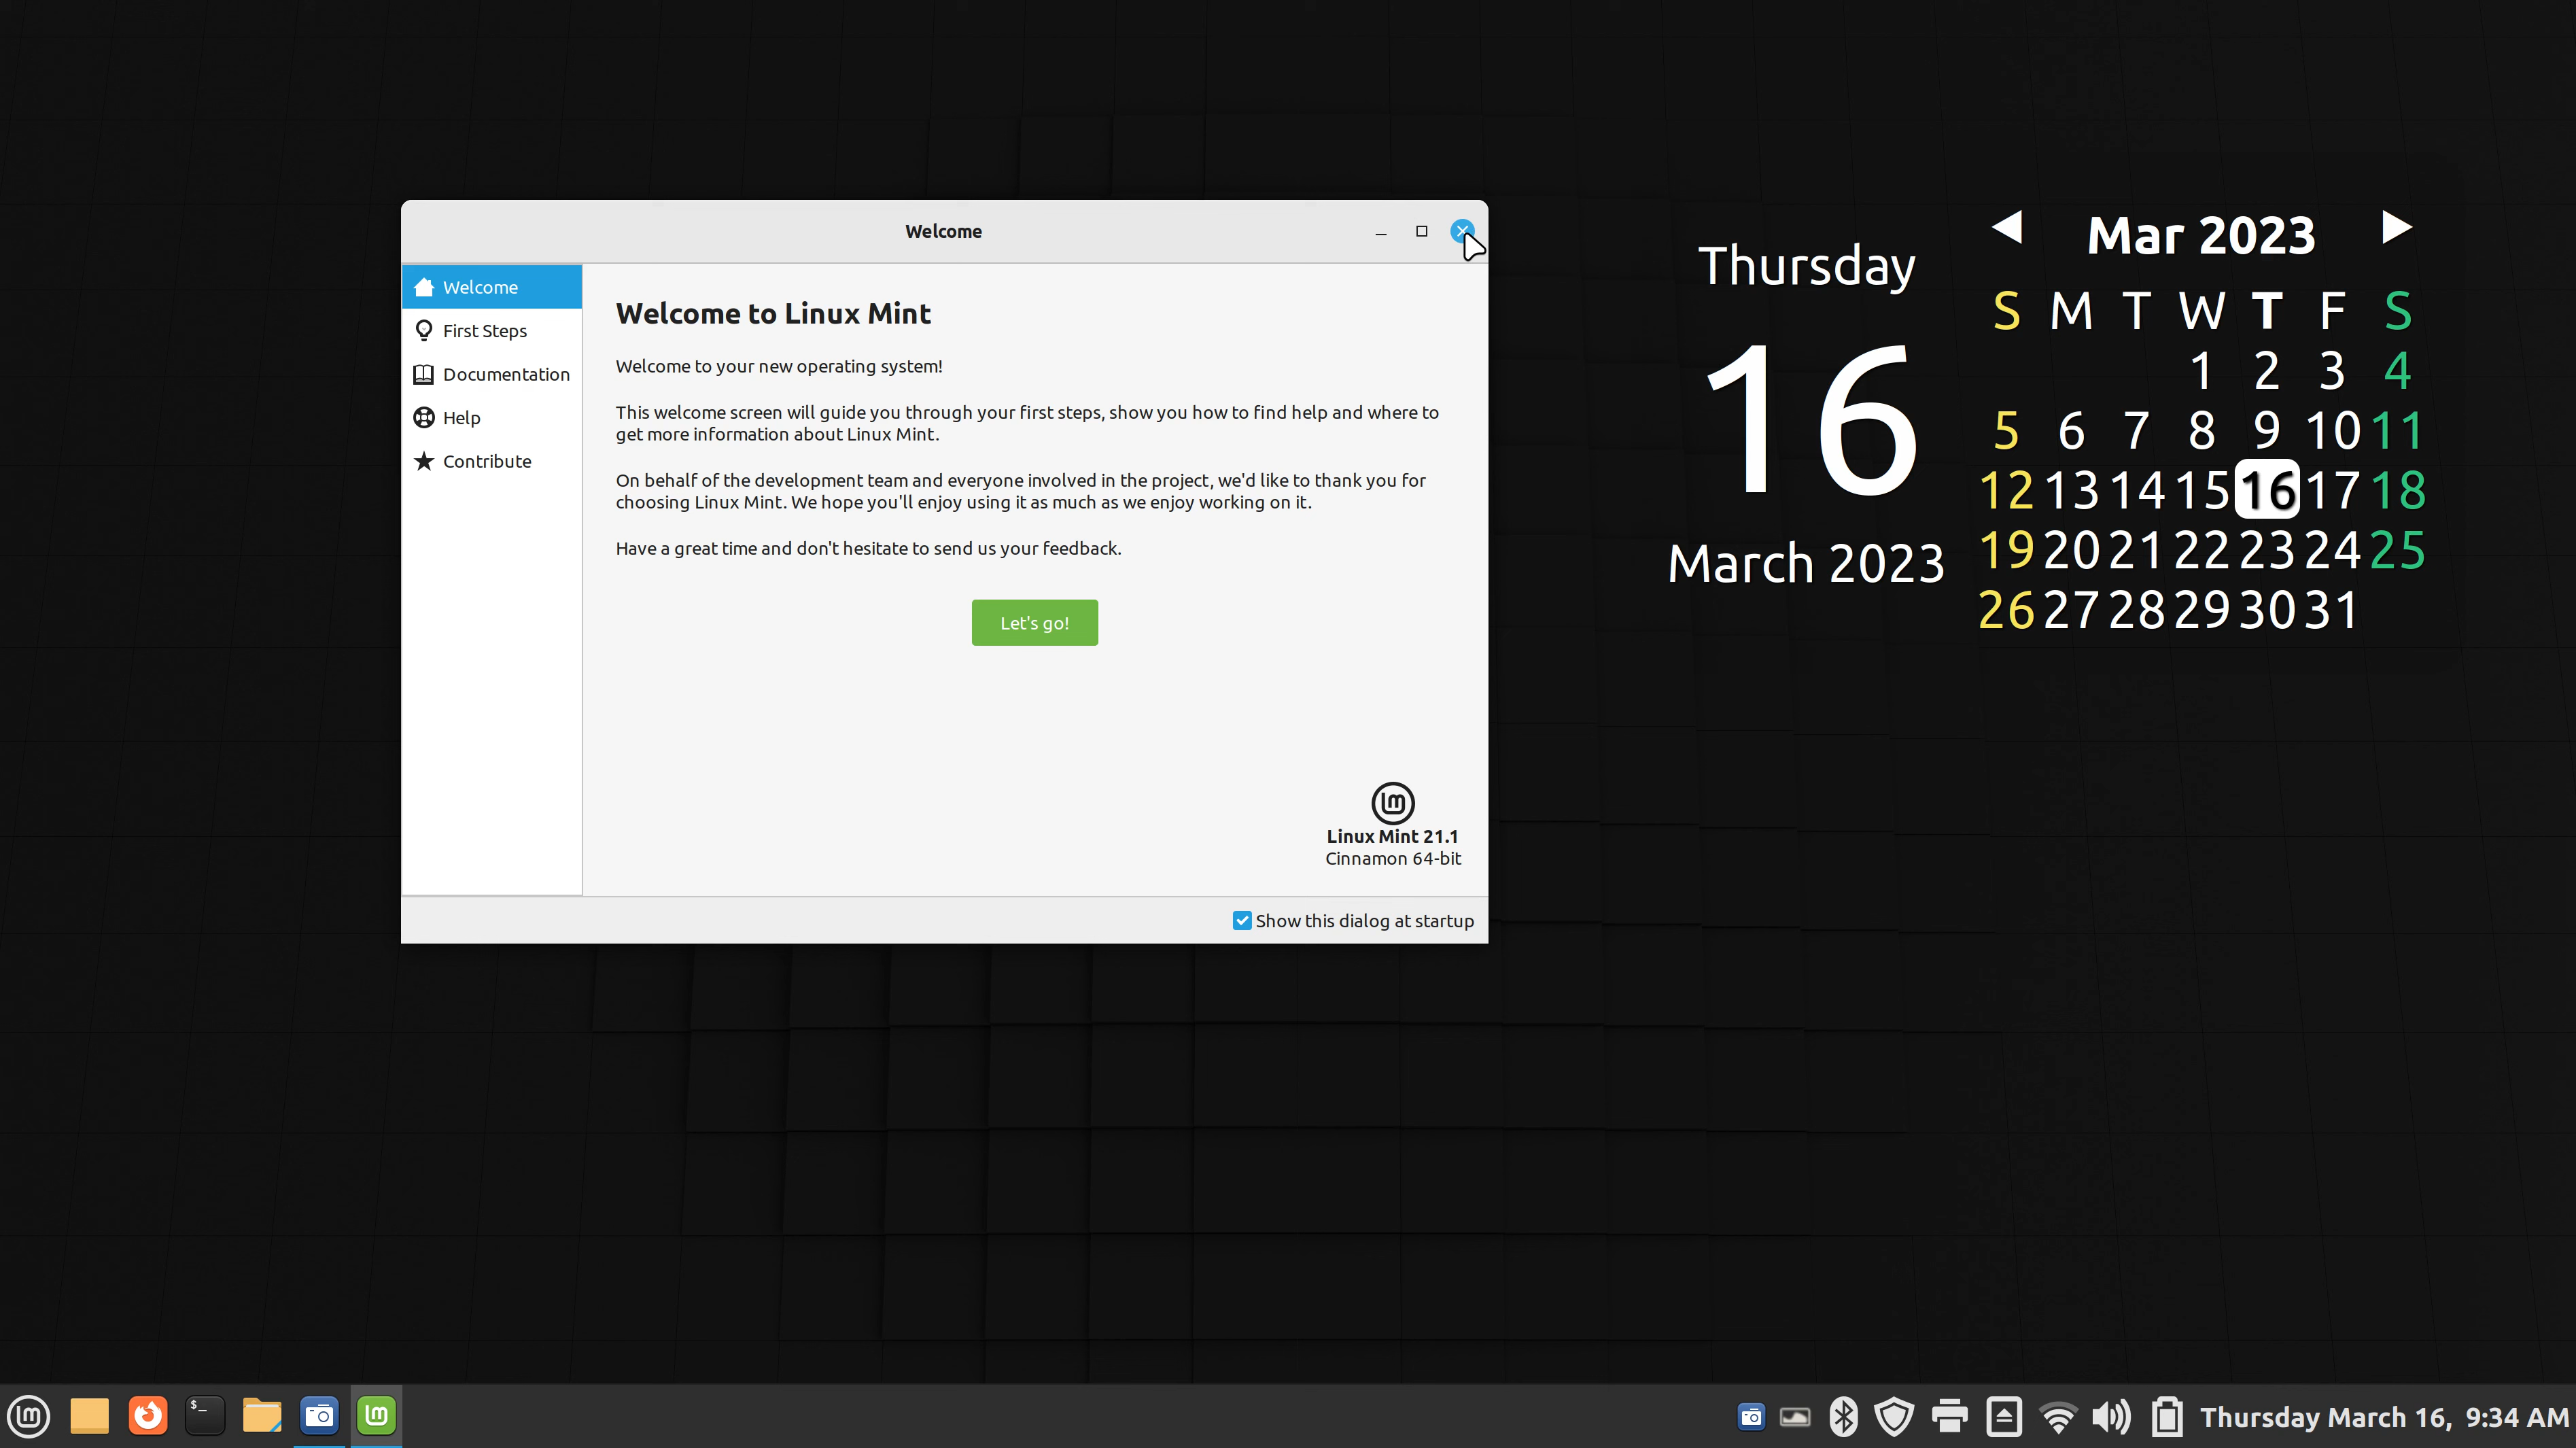 Welcome
Welcome
First Steps
Documentation
Help
Contribute
Welcome to Linux Mint
Welcome to your new operating system!
This welcome screen will guide you through your first steps, show you how to find help and where to
get more information about Linux Mint.
On behalf of the development team and everyone involved in the project, we'd like to thank you for
choosing Linux Mint. We hope you'll enjoy using it as much as we enjoy working on it.
Have a great time and don't hesitate to send us your feedback.
Let's go!
Linux Mint 21.1
Cinnamon 64-bit
Show this dialog at startup
Thursday
16
March 2023
Mar 2023
S M T W T F S
1 2 3 4
5 6 7 8 9 10 11
12 13 14 15 16 17 18
19 20 21 22 23 24 25
26 27 28 29 30 31
$_
Thursday March 16, 9:34 AM